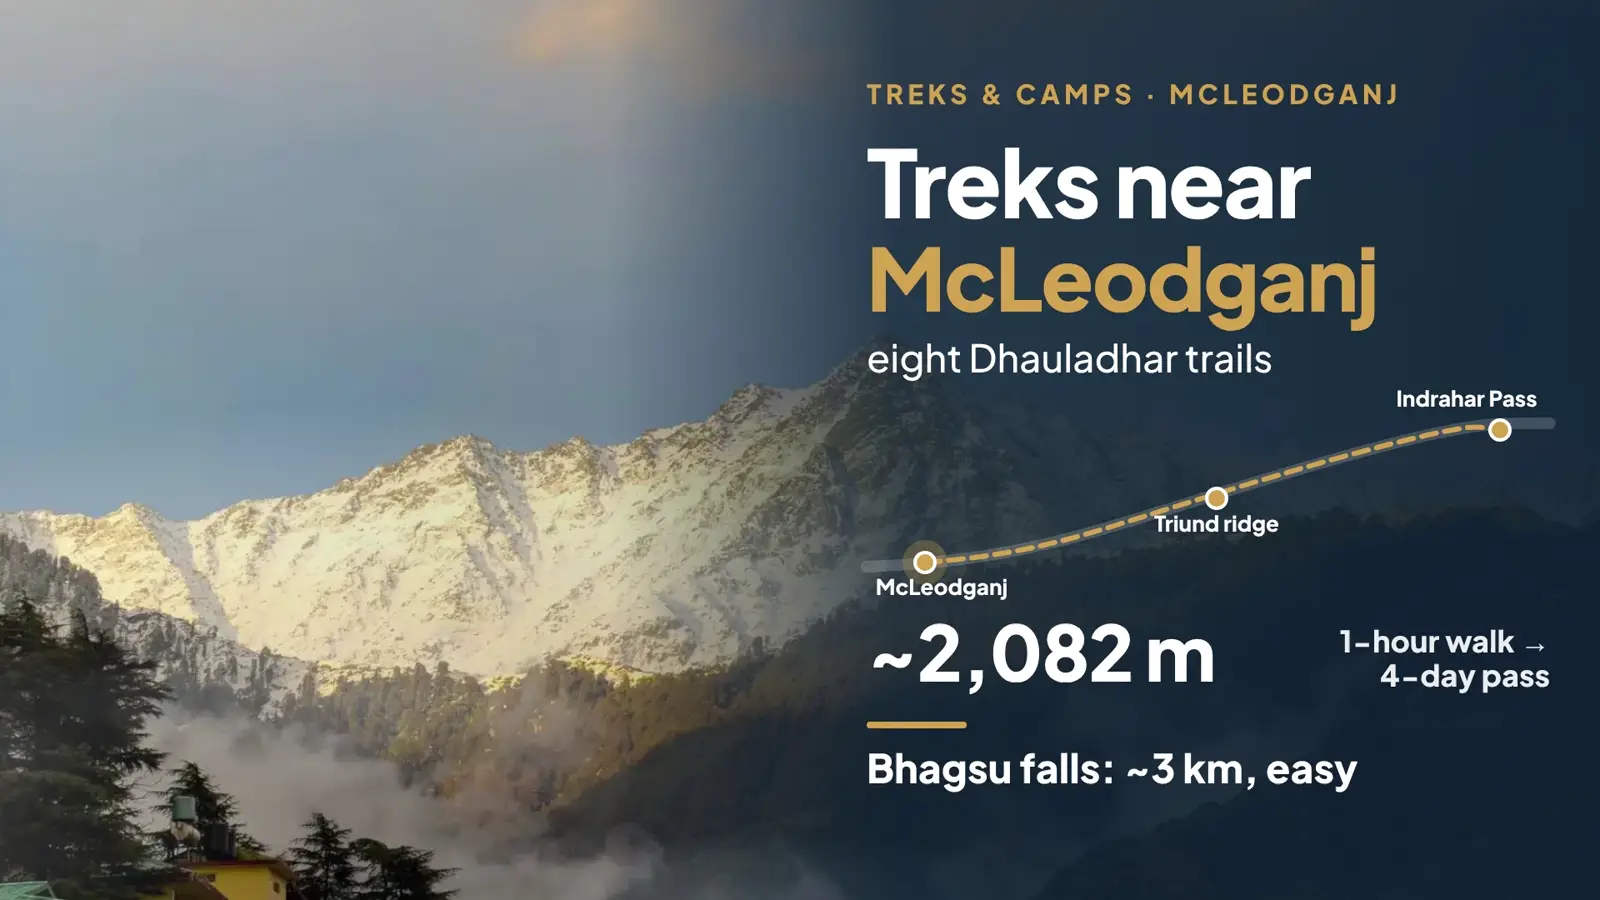 TREKS & CAMPS · MCLEODGANJ
Treks near
McLeodganj
eight Dhauladhar trails
Indrahar Pass
Triund ridge
McLeodganj
~2,082 m
1-hour walk →
4-day pass
Bhagsu falls: ~3 km, easy